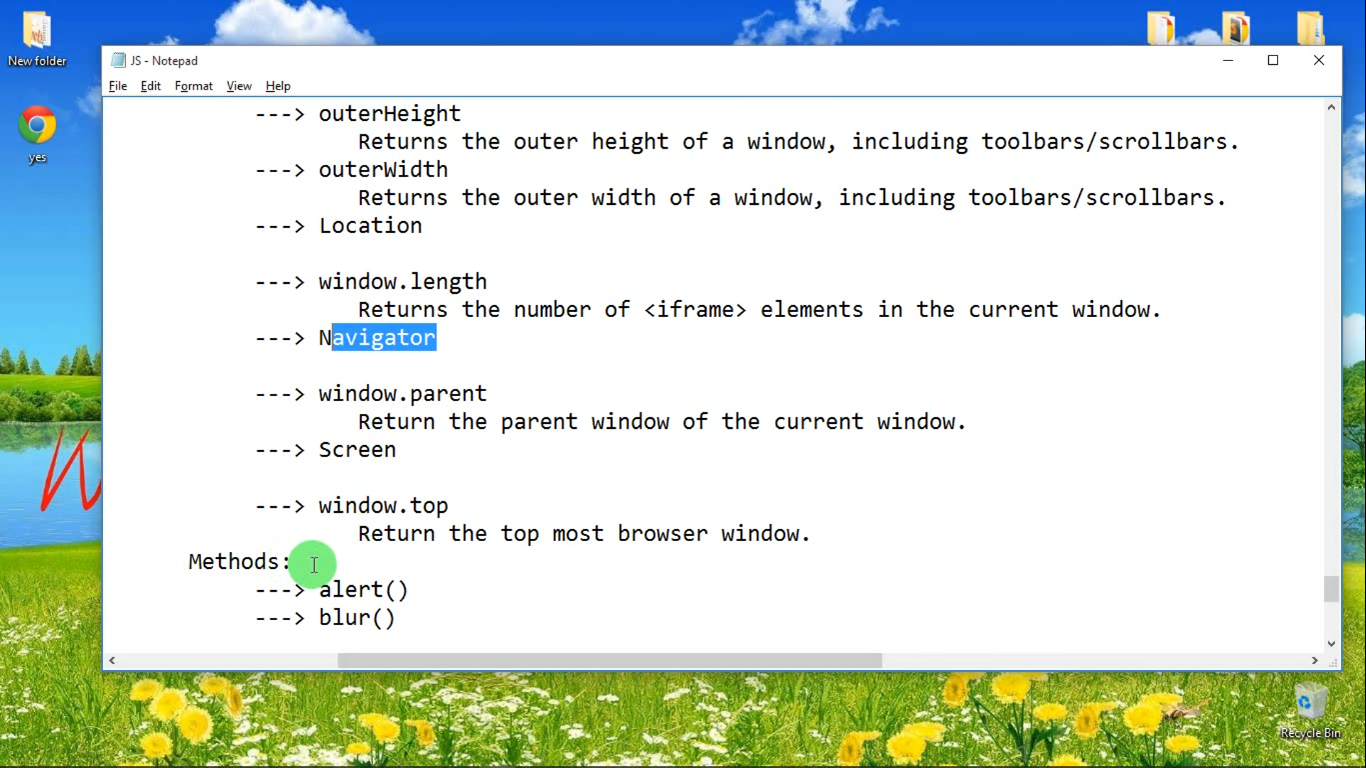 New folder
yes
JS - Notepad
File Edit Format View Help
---> outerHeight
Returns the outer height of a window, including toolbars/scrollbars.
---> outerWidth
Returns the outer width of a window, including toolbars/scrollbars.
---> Location
---> window.length
Returns the number of <iframe> elements in the current window.
---> Navigator
---> window.parent
Return the parent window of the current window.
---> Screen
---> window.top
Return the top most browser window.
Methods:
---> alert()
---> blur()
Recycle Bin